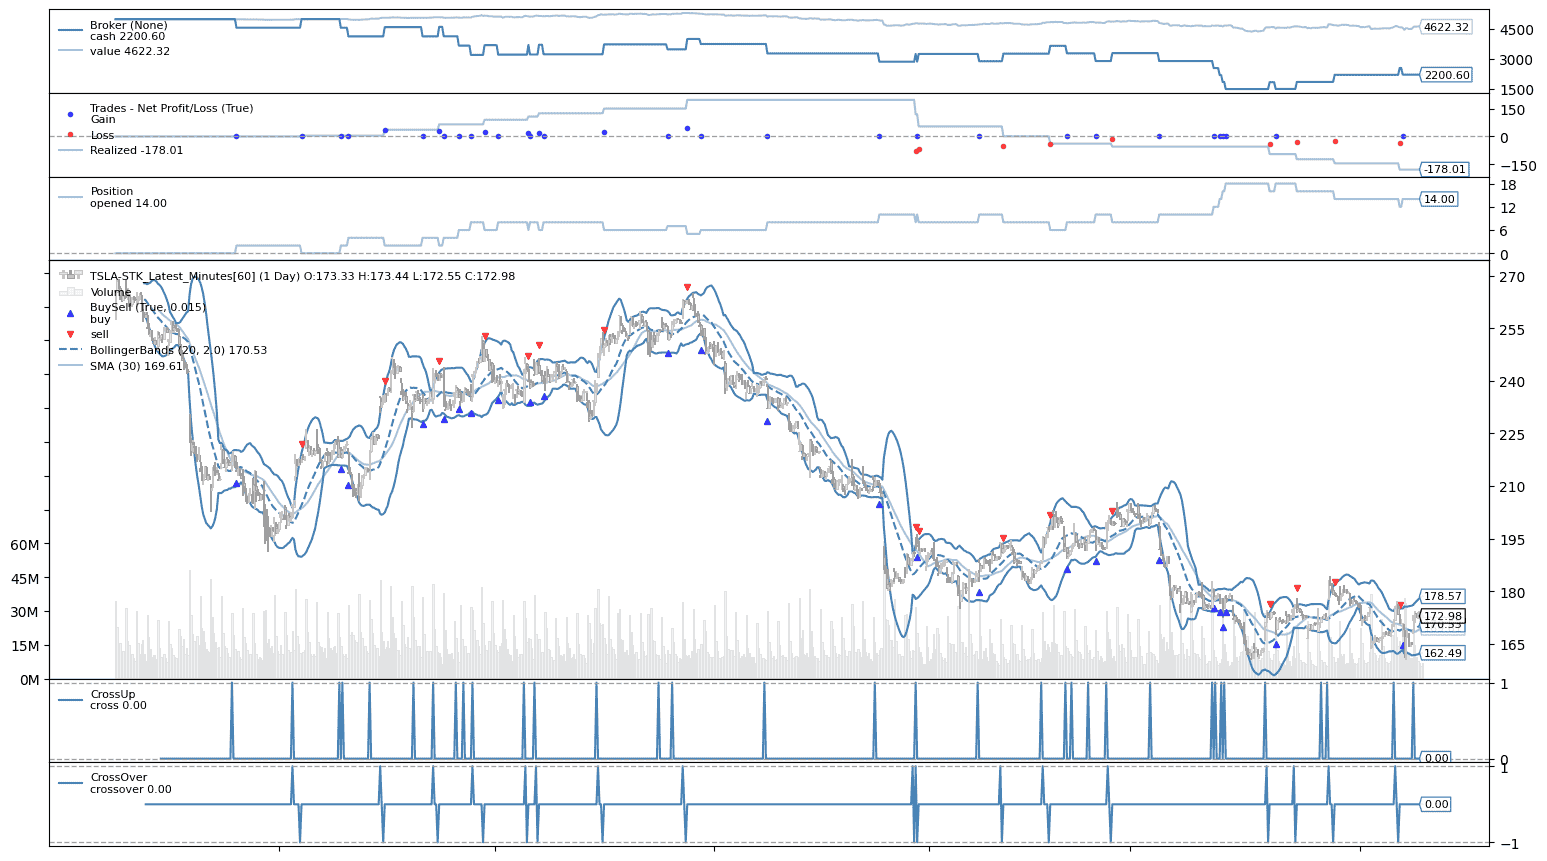 Broker (None)
cash 2200.60
value 4622.32
4622.32
2200.60
4500
3000
1500
Trades - Net Profit/Loss (True)
Gain
Loss
Realized -178.01
-178.01
150
0
−150
Position
opened 14.00
14.00
18
12
6
0
TSLA-STK_Latest_Minutes[60] (1 Day) O:173.33 H:173.44 L:172.55 C:172.98
Volume
BuySell (True, 0.015)
buy
sell
BollingerBands (20, 2.0) 170.53
SMA (30) 169.61
60M
45M
30M
15M
0M
270
255
240
225
210
195
180
165
178.57
172.98
170.53
162.49
CrossUp
cross 0.00
0.00
1
0
CrossOver
crossover 0.00
0.00
1
−1